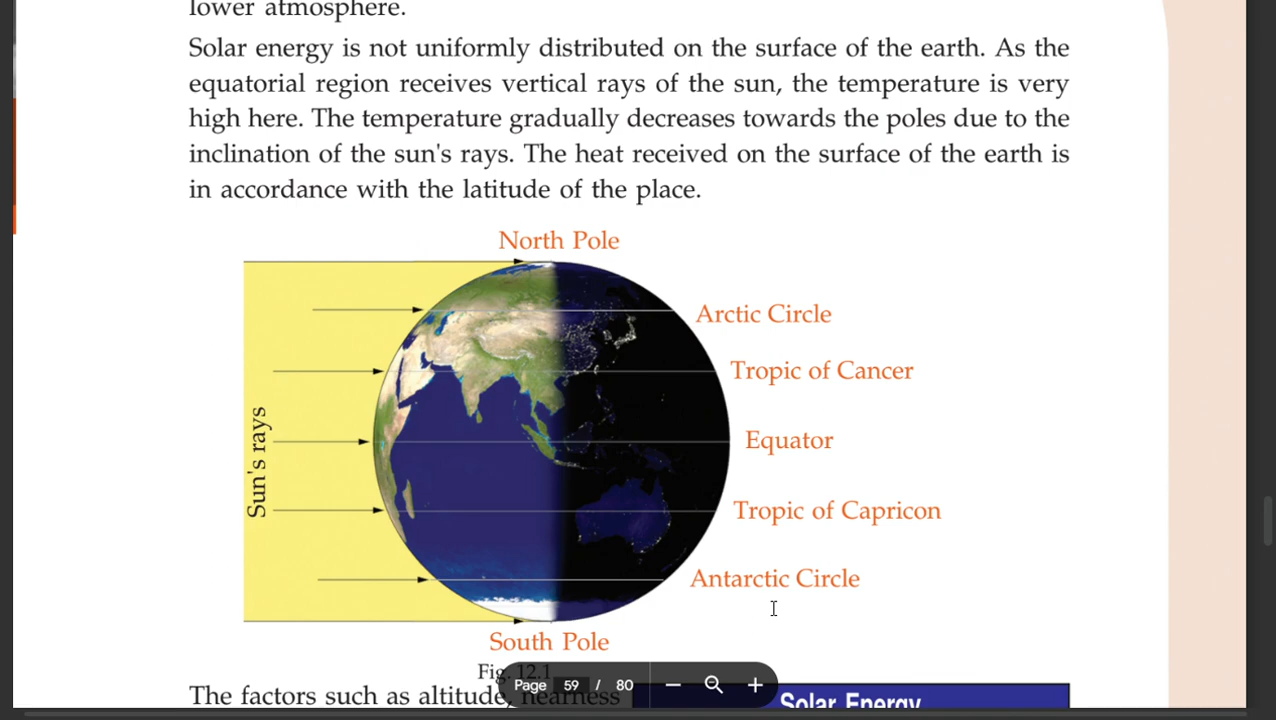 lower atmosphere.
Solar energy is not uniformly distributed on the surface of the earth. As the
equatorial region receives vertical rays of the sun, the temperature is very
high here. The temperature gradually decreases towards the poles due to the
inclination of the sun's rays. The heat received on the surface of the earth is
in accordance with the latitude of the place.
North Pole
Arctic Circle
Tropic of Cancer
Sun's rays
Equator
Tropic of Capricon
Antarctic Circle
South Pole
Fig. 12.1
Page 59 / 80
The factors such as altitude, nearness
Solar Energy